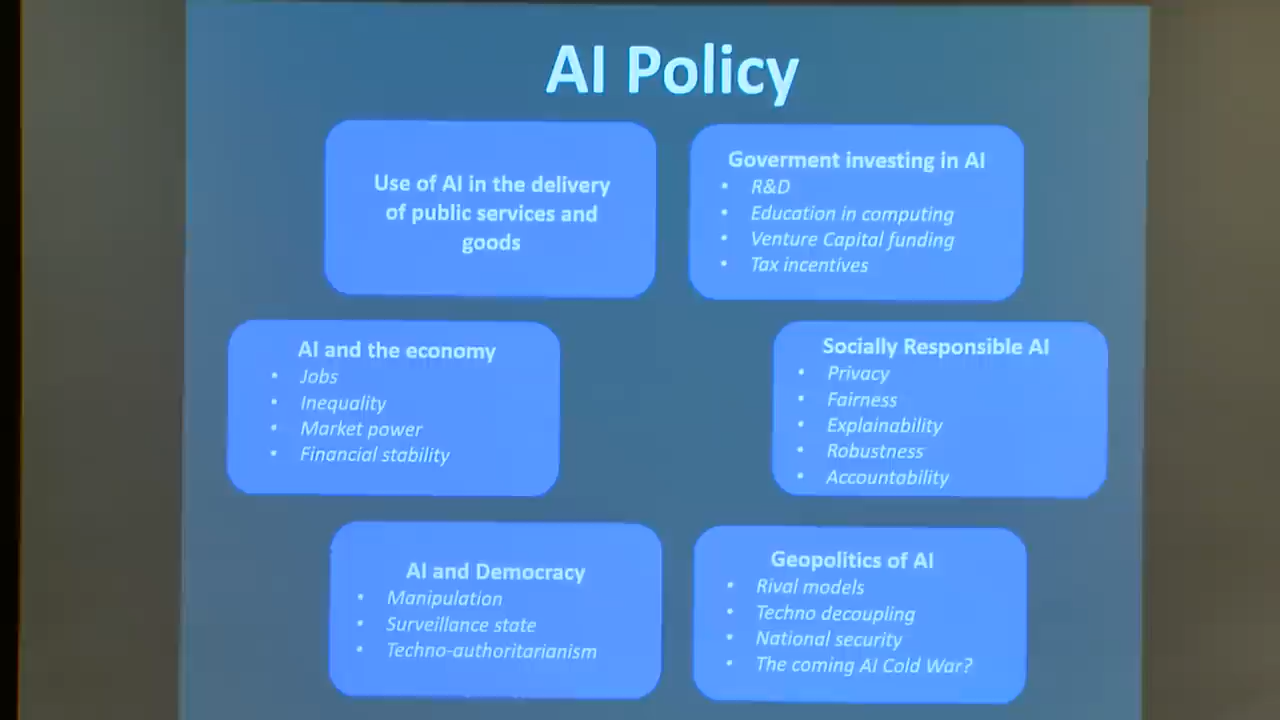 AI Policy
Use of AI in the delivery
of public services and
goods
Goverment investing in AI
• R&D
• Education in computing
• Venture Capital funding
• Tax incentives
AI and the economy
• Jobs
• Inequality
• Market power
• Financial stability
Socially Responsible AI
• Privacy
• Fairness
• Explainability
• Robustness
• Accountability
AI and Democracy
• Manipulation
• Surveillance state
• Techno-authoritarianism
Geopolitics of AI
• Rival models
• Techno decoupling
• National security
• The coming AI Cold War?